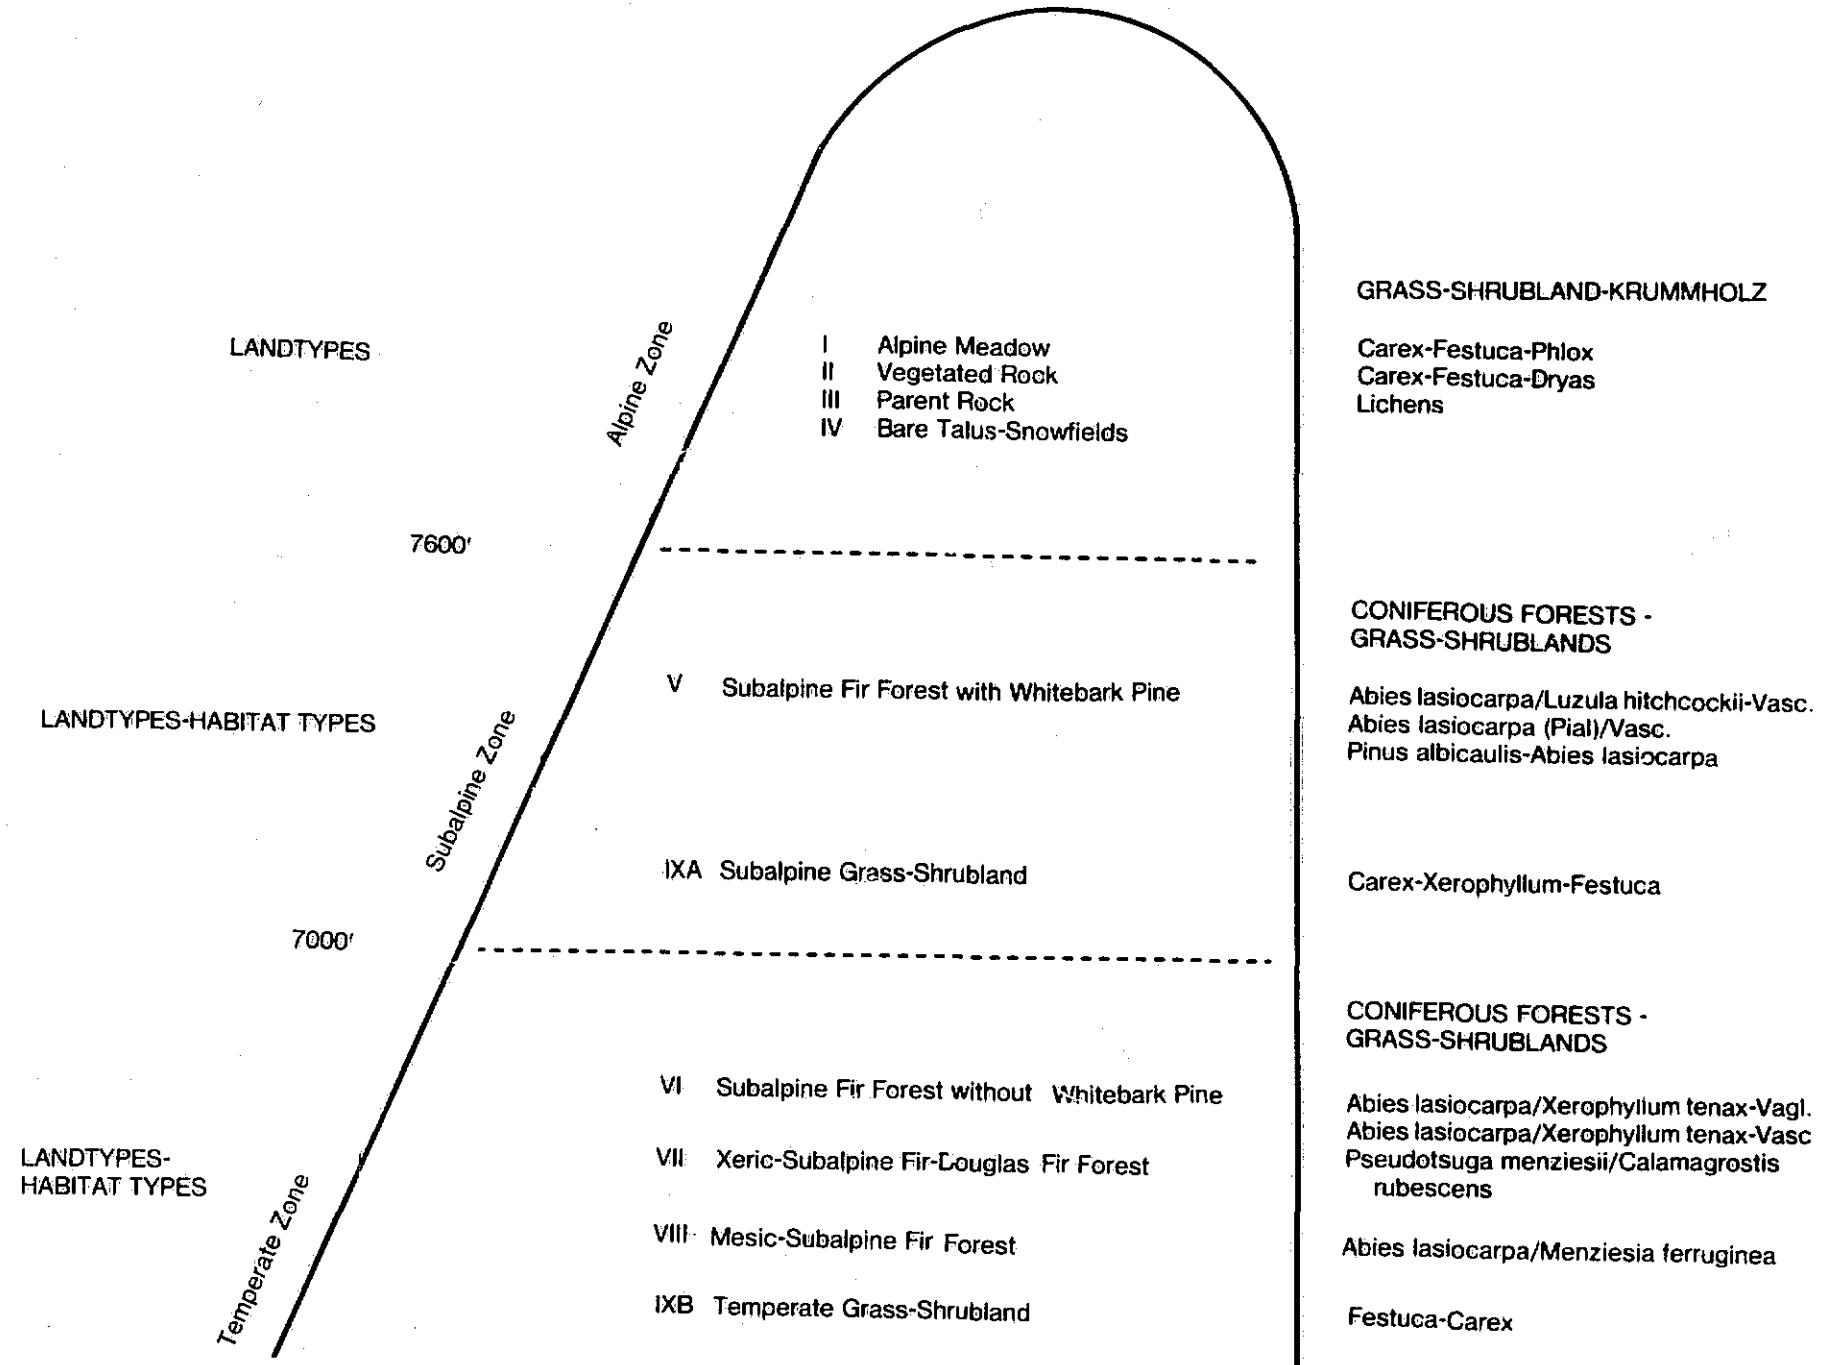 GRASS-SHRUBLAND-KRUMMHOLZ
LANDTYPES
Alpine Zone
I Alpine Meadow
II Vegetated Rock
III Parent Rock
IV Bare Talus-Snowfields
Carex-Festuca-Phlox
Carex-Festuca-Dryas
Lichens
7600'
CONIFEROUS FORESTS -
GRASS-SHRUBLANDS
LANDTYPES-HABITAT TYPES
Subalpine Zone
V Subalpine Fir Forest with Whitebark Pine
Abies lasiocarpa/Luzula hitchcockii-Vasc.
Abies lasiocarpa (Pial)/Vasc.
Pinus albicaulis-Abies lasiocarpa
IXA Subalpine Grass-Shrubland
Carex-Xerophyllum-Festuca
7000'
CONIFEROUS FORESTS -
GRASS-SHRUBLANDS
LANDTYPES-
HABITAT TYPES
Temperate Zone
VI Subalpine Fir Forest without Whitebark Pine
Abies lasiocarpa/Xerophyllum tenax-Vagl.
Abies lasiocarpa/Xerophyllum tenax-Vasc
VII Xeric-Subalpine Fir-Douglas Fir Forest
Pseudotsuga menziesii/Calamagrostis
rubescens
VIII Mesic-Subalpine Fir Forest
Abies lasiocarpa/Menziesia ferruginea
IXB Temperate Grass-Shrubland
Festuca-Carex